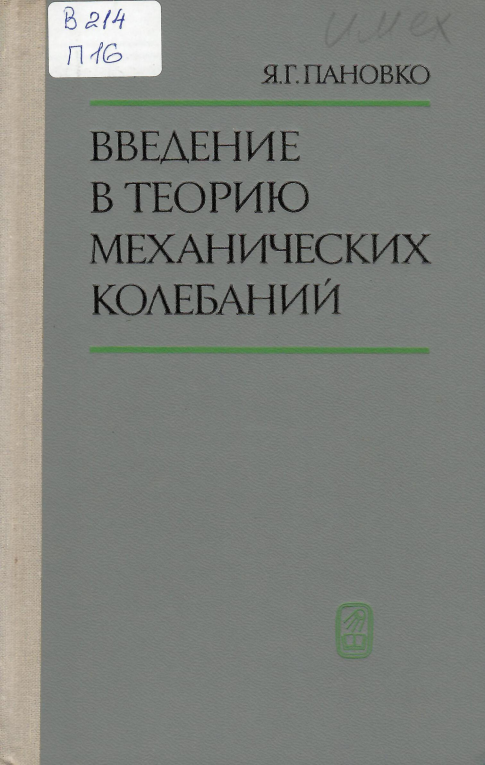 В 214
П 16
имех
Я.Г. ПАНОВКО
ВВЕДЕНИЕ
В ТЕОРИЮ
МЕХАНИЧЕСКИХ
КОЛЕБАНИЙ